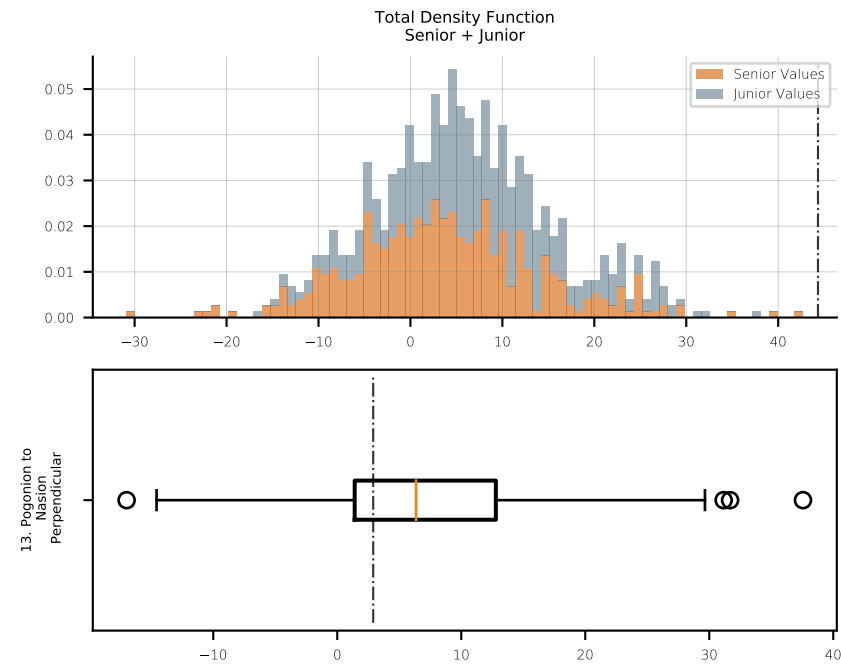 Total Density Function
Senior + Junior
Senior Values
Junior Values
0.05
0.04
0.03
0.02
0.01
0.00
−30 −20 −10 0 10 20 30 40
13. Pogonion to
Nasion
Perpendicular
−10 0 10 20 30 40